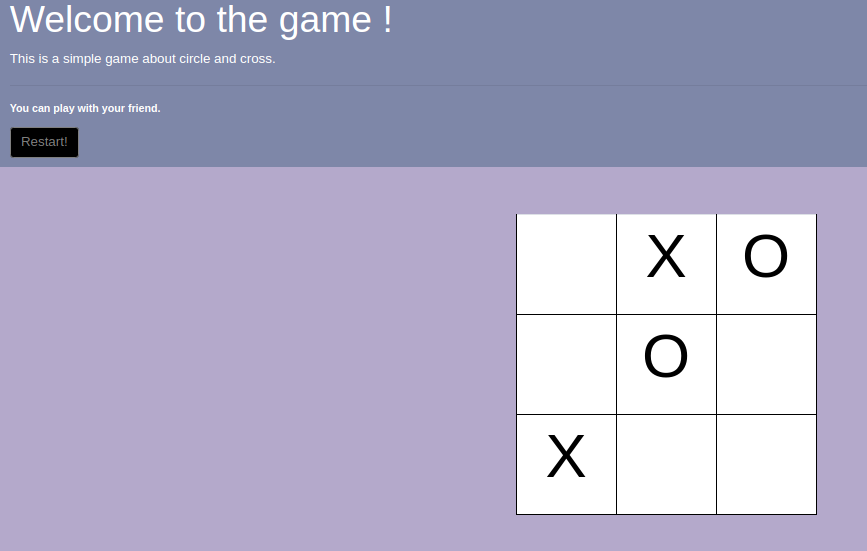 Welcome to the game !
This is a simple game about circle and cross.
You can play with your friend.
Restart!
X O
O
X